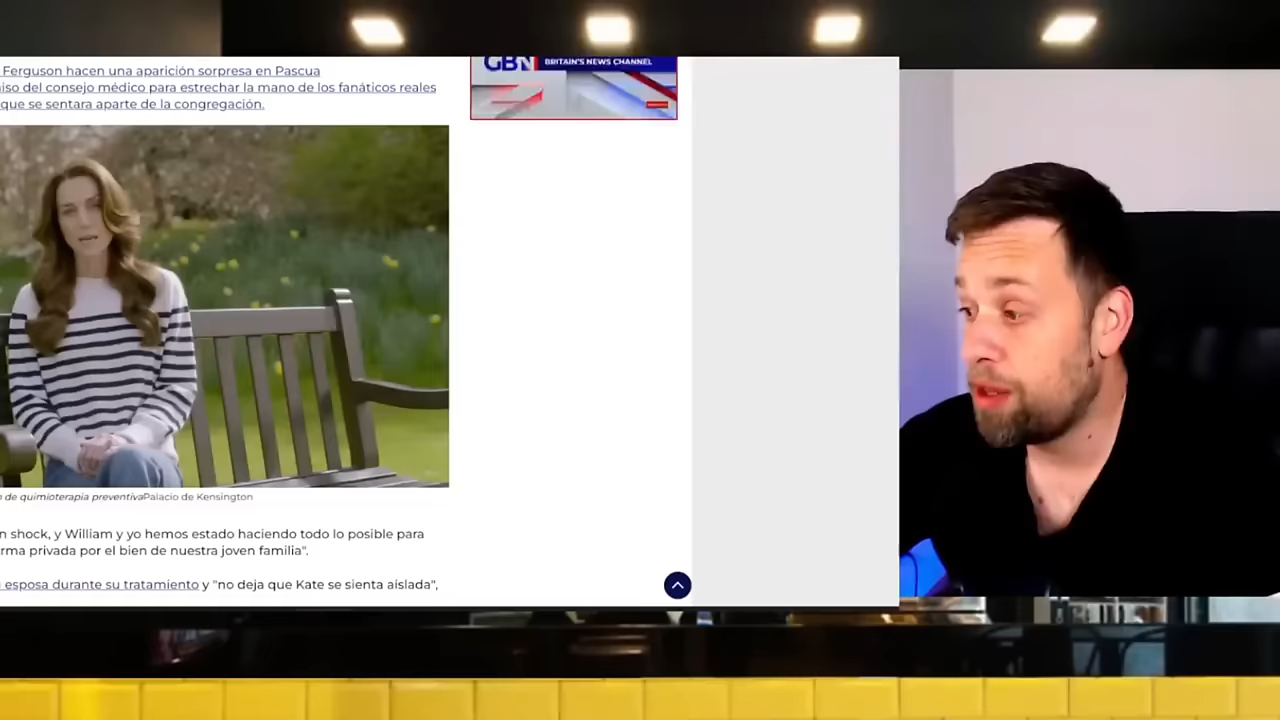 Ferguson hacen una aparición sorpresa en Pascua
iso del consejo médico para estrechar la mano de los fanáticos reales
que se sentara aparte de la congregación.
GBN
BRITAIN'S NEWS CHANNEL
de quimioterapia preventivaPalacio de Kensington
n shock, y William y yo hemos estado haciendo todo lo posible para
rma privada por el bien de nuestra joven familia".
esposa durante su tratamiento y "no deja que Kate se sienta aislada",